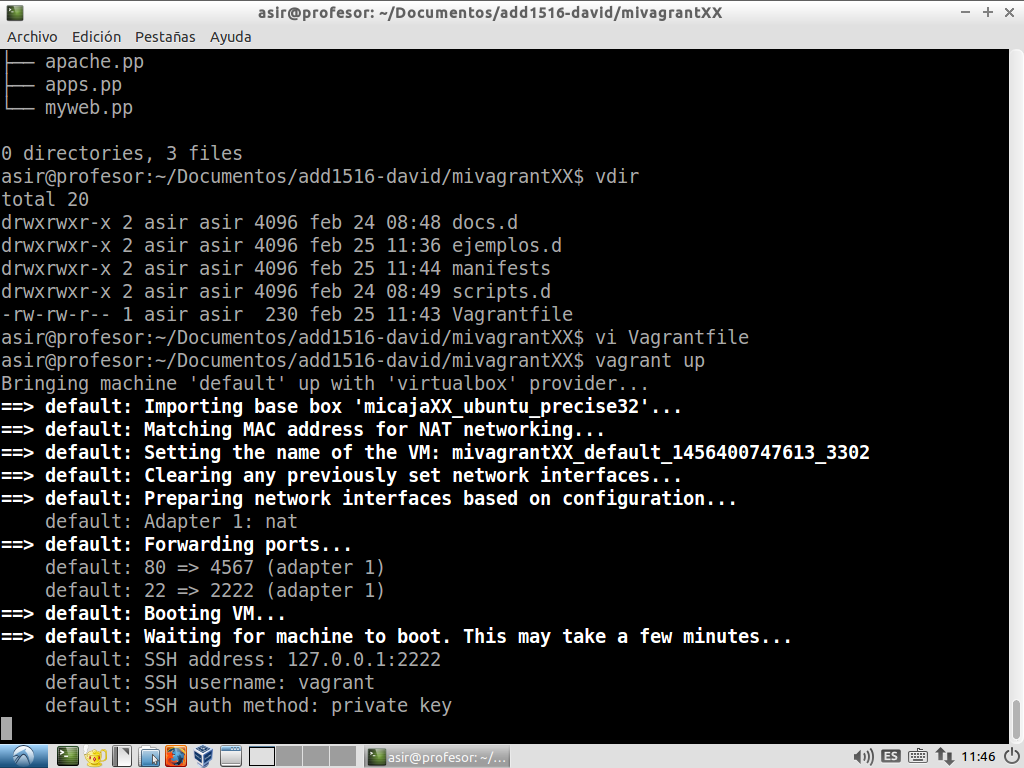 asir@profesor: ~/Documentos/add1516-david/mivagrantXX
Archivo Edición Pestañas Ayuda
├── apache.pp
├── apps.pp
└── myweb.pp
0 directories, 3 files
asir@profesor:~/Documentos/add1516-david/mivagrantXX$ vdir
total 20
drwxrwxr-x 2 asir asir 4096 feb 24 08:48 docs.d
drwxrwxr-x 2 asir asir 4096 feb 25 11:36 ejemplos.d
drwxrwxr-x 2 asir asir 4096 feb 25 11:44 manifests
drwxrwxr-x 2 asir asir 4096 feb 24 08:49 scripts.d
-rw-rw-r-- 1 asir asir  230 feb 25 11:43 Vagrantfile
asir@profesor:~/Documentos/add1516-david/mivagrantXX$ vi Vagrantfile
asir@profesor:~/Documentos/add1516-david/mivagrantXX$ vagrant up
Bringing machine 'default' up with 'virtualbox' provider...
==> default: Importing base box 'micajaXX_ubuntu_precise32'...
==> default: Matching MAC address for NAT networking...
==> default: Setting the name of the VM: mivagrantXX_default_1456400747613_3302
==> default: Clearing any previously set network interfaces...
==> default: Preparing network interfaces based on configuration...
    default: Adapter 1: nat
==> default: Forwarding ports...
    default: 80 => 4567 (adapter 1)
    default: 22 => 2222 (adapter 1)
==> default: Booting VM...
==> default: Waiting for machine to boot. This may take a few minutes...
    default: SSH address: 127.0.0.1:2222
    default: SSH username: vagrant
    default: SSH auth method: private key
asir@profesor: ~/... ES 11:46